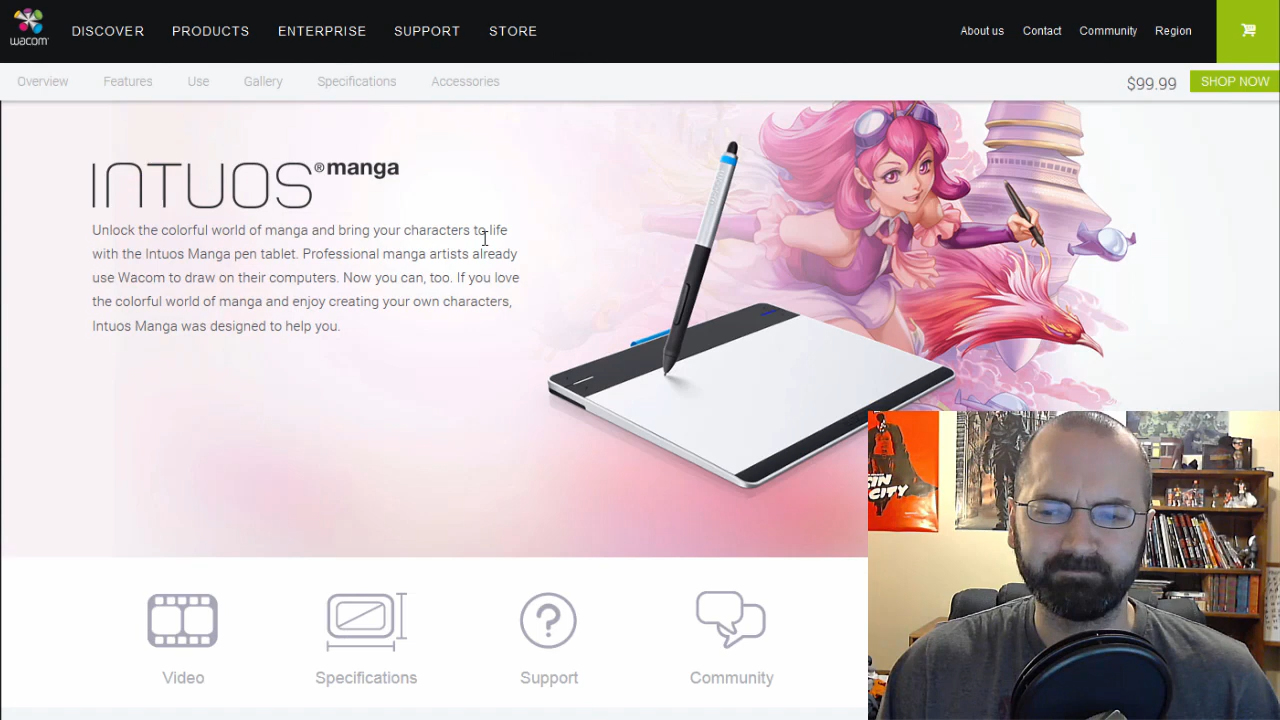 wacom
DISCOVER PRODUCTS ENTERPRISE SUPPORT STORE
About us Contact Community Region
Overview Features Use Gallery Specifications Accessories
$99.99 SHOP NOW
INTUOS®manga
Unlock the colorful world of manga and bring your characters to life
with the Intuos Manga pen tablet. Professional manga artists already
use Wacom to draw on their computers. Now you can, too. If you love
the colorful world of manga and enjoy creating your own characters,
Intuos Manga was designed to help you.
SIN
CITY
Video Specifications Support Community